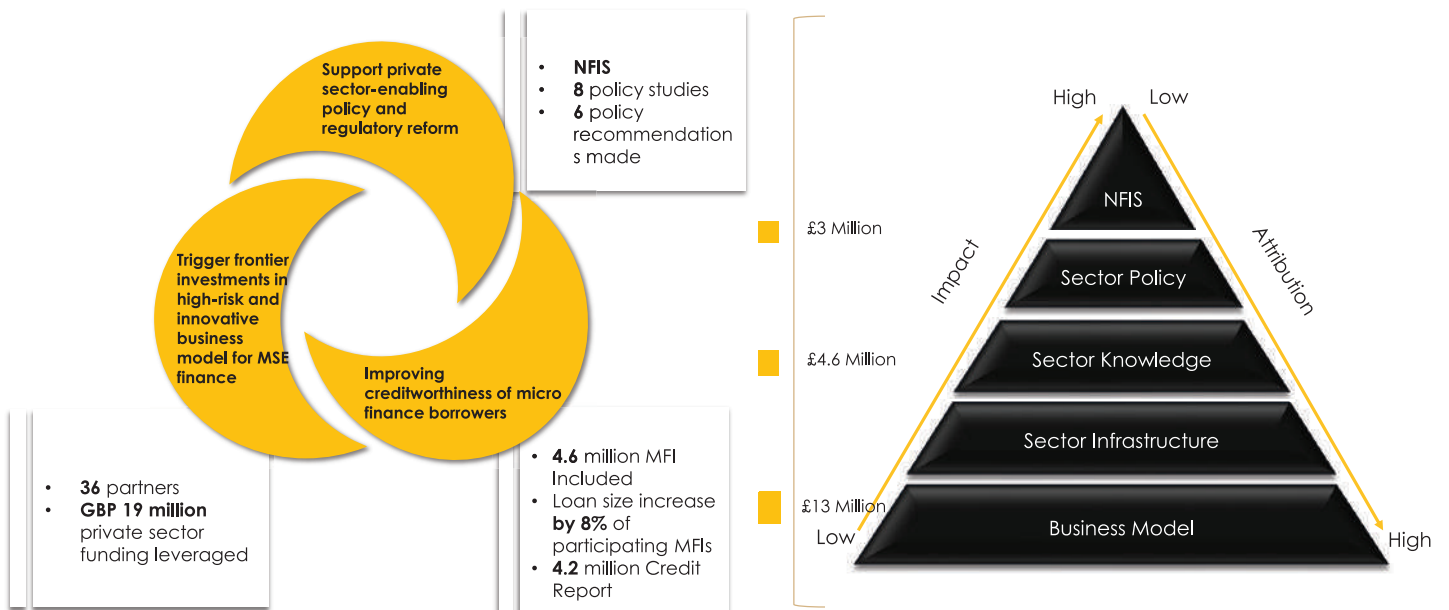 Support private
sector-enabling
policy and
regulatory reform
• NFIS
• 8 policy studies
• 6 policy
recommendation
s made
Trigger frontier
investments in
high-risk and
innovative
business
model for MSE
finance
Improving
creditworthiness of micro
finance borrowers
• 36 partners
• GBP 19 million
private sector
funding leveraged
• 4.6 million MFI
Included
• Loan size increase
by 8% of
participating MFIs
• 4.2 million Credit
Report
£3 Million
£4.6 Million
£13 Million
High
Low
Impact
Attribution
NFIS
Sector Policy
Sector Knowledge
Sector Infrastructure
Business Model
Low
High